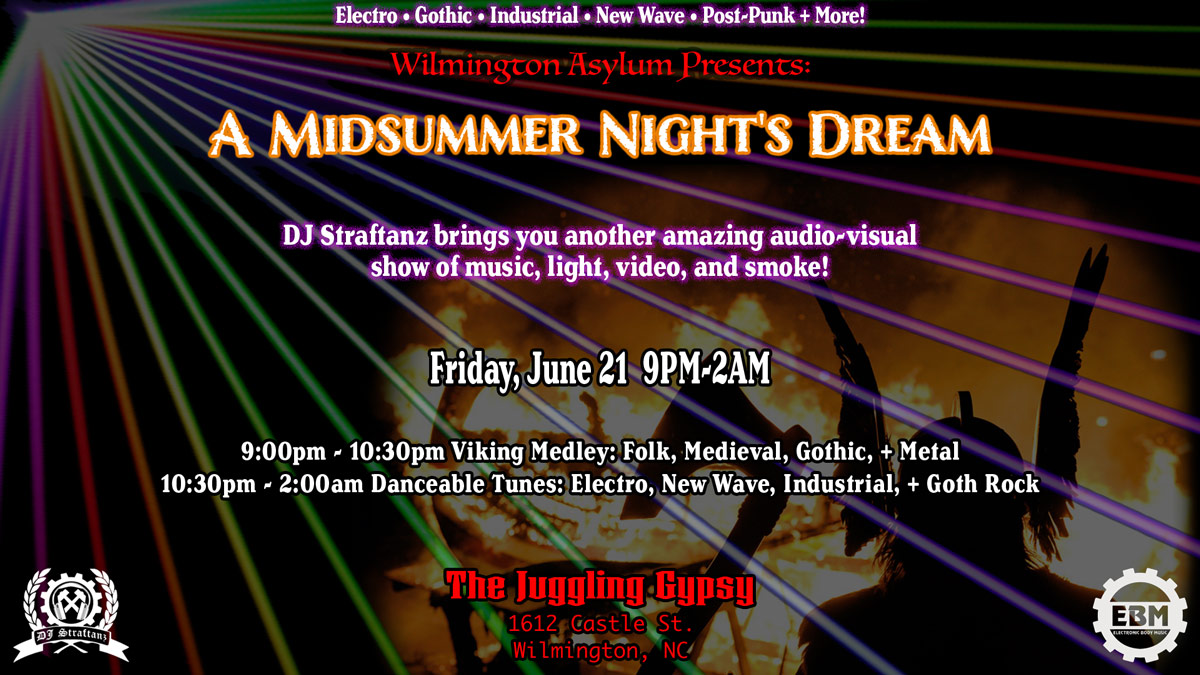 Electro • Gothic • Industrial • New Wave • Post-Punk + More!
Wilmington Asylum Presents:
A Midsummer Night's Dream
DJ Straftanz brings you another amazing audio-visual
show of music, light, video, and smoke!
Friday, June 21 9PM-2AM
9:00pm - 10:30pm Viking Medley: Folk, Medieval, Gothic, + Metal
10:30pm - 2:00am Danceable Tunes: Electro, New Wave, Industrial, + Goth Rock
The Juggling Gypsy
1612 Castle St.
Wilmington, NC
DJ Straftanz
EBM
ELECTRONIC BODY MUSIC